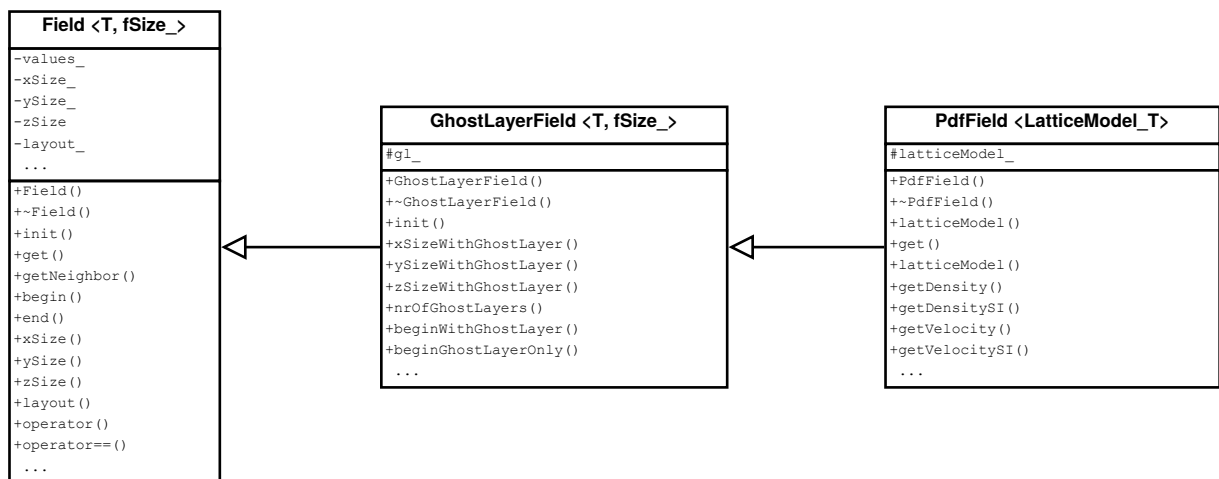 Field <T, fSize_>
-values_
-xSize_
-ySize_
-zSize
-layout_
...
+Field()
+~Field()
+init()
+get()
+getNeighbor()
+begin()
+end()
+xSize()
+ySize()
+zSize()
+layout()
+operator()
+operator==()
...
GhostLayerField <T, fSize_>
#gl_
+GhostLayerField()
+~GhostLayerField()
+init()
+xSizeWithGhostLayer()
+ySizeWithGhostLayer()
+zSizeWithGhostLayer()
+nrOfGhostLayers()
+beginWithGhostLayer()
+beginGhostLayerOnly()
...
PdfField <LatticeModel_T>
#latticeModel_
+PdfField()
+~PdfField()
+latticeModel()
+get()
+latticeModel()
+getDensity()
+getDensitySI()
+getVelocity()
+getVelocitySI()
...